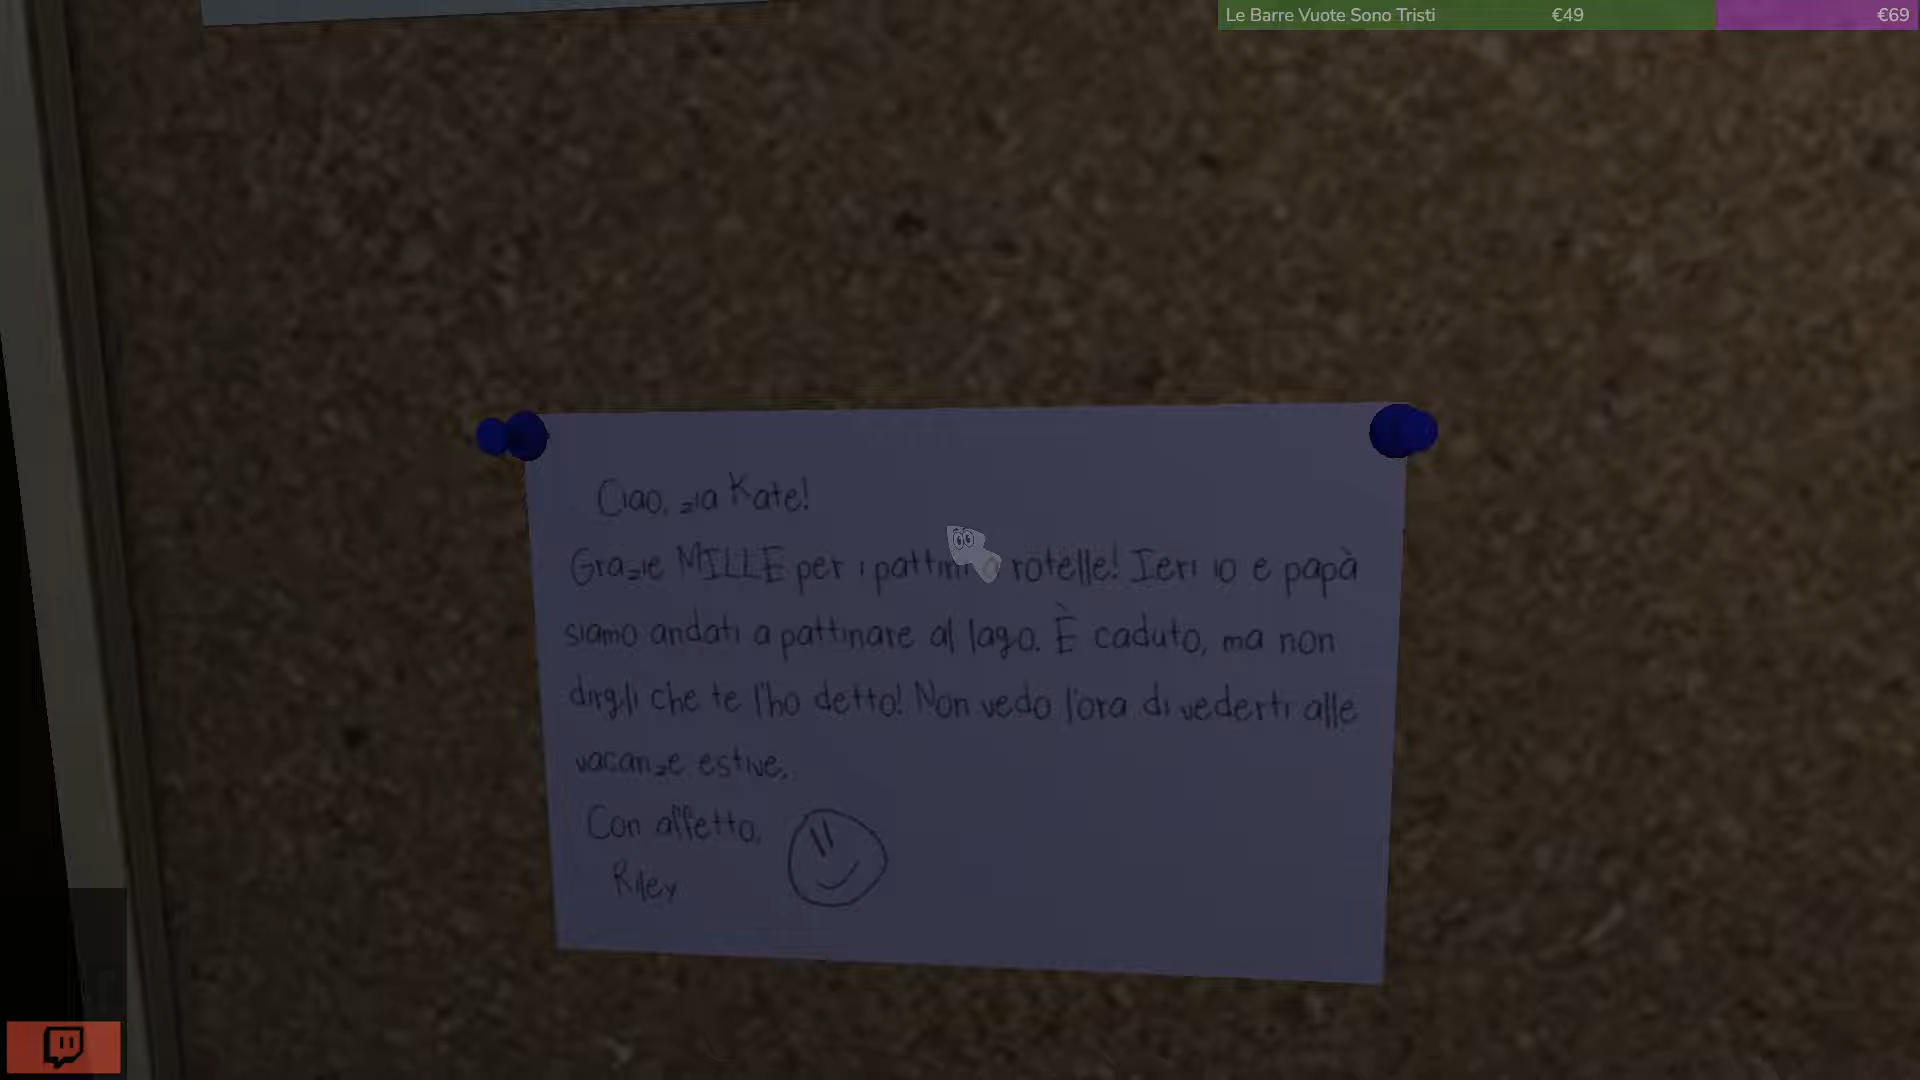 Le Barre Vuote Sono Tristi €49 €69
Ciao, zia Kate!
Grazie MILLE per i pattini a rotelle! Ieri io e papà
siamo andati a pattinare al lago. È caduto, ma non
dirgli che te l'ho detto! Non vedo l'ora di vederti alle
vacanze estive.
Con affetto,
Riley